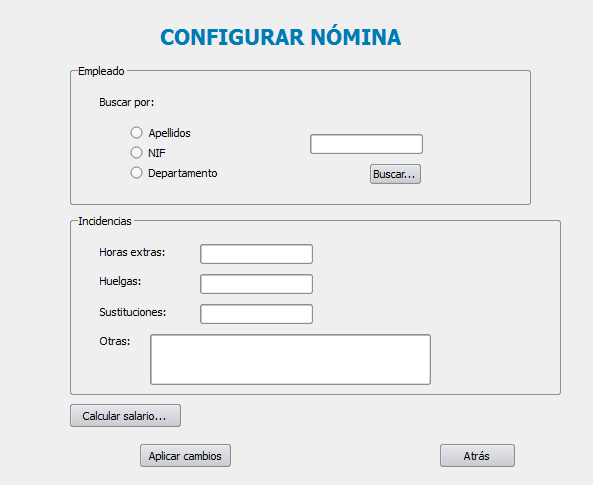 CONFIGURAR NÓMINA
Empleado
Buscar por:
Apellidos
NIF
Departamento
Buscar...
Incidencias
Horas extras:
Huelgas:
Sustituciones:
Otras:
Calcular salario...
Aplicar cambios
Atrás